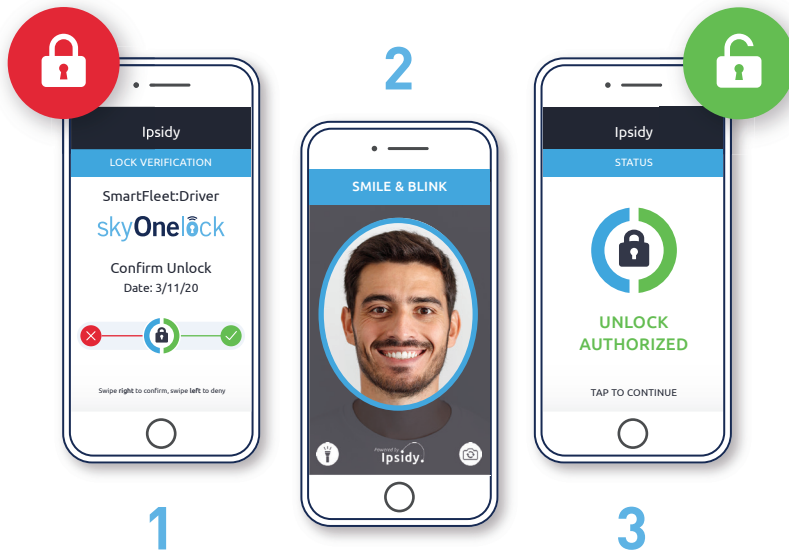 1
Ipsidy
LOCK VERIFICATION
SmartFleet:Driver
skyOnelock
Confirm Unlock
Date: 3/11/20
Swipe right to confirm, swipe left to deny
2
SMILE & BLINK
Powered by
Ipsidy.
3
Ipsidy
STATUS
UNLOCK
AUTHORIZED
TAP TO CONTINUE